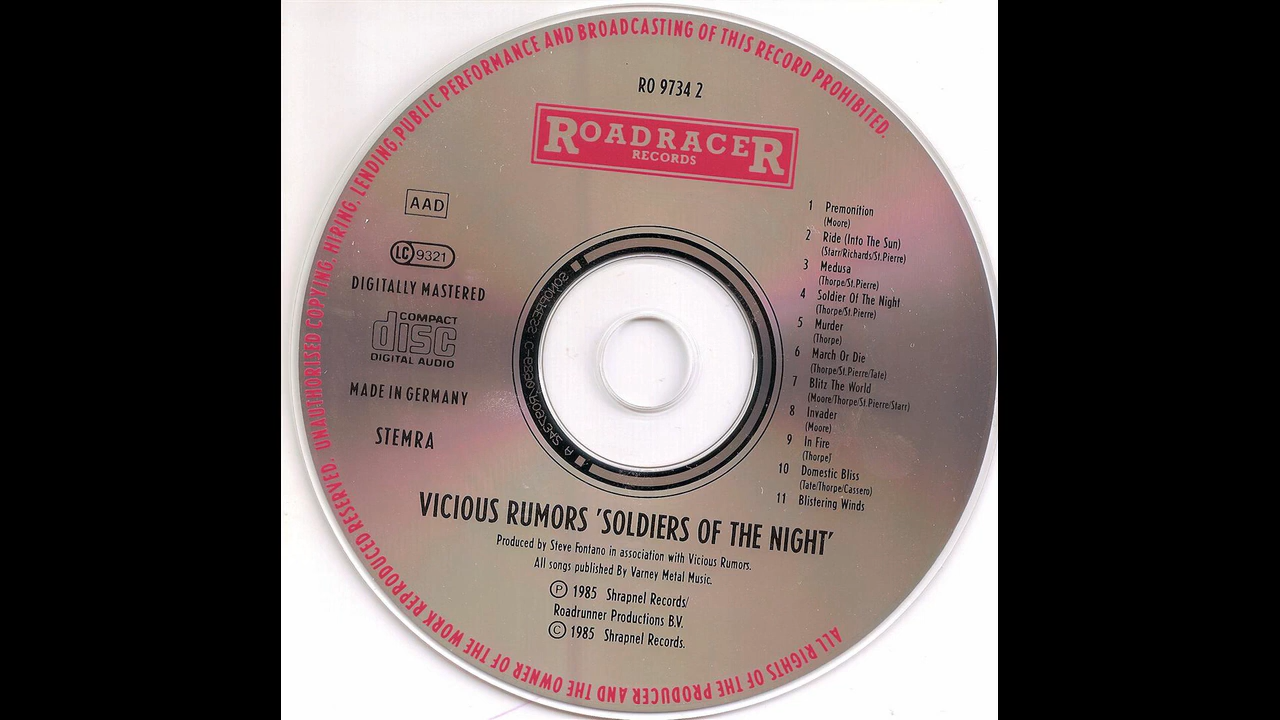 ALL RIGHTS OF THE PRODUCER AND THE OWNER OF THE WORK REPRODUCED RESERVED. UNAUTHORISED COPYING, HIRING, LENDING, PUBLIC PERFORMANCE AND BROADCASTING OF THIS RECORD PROHIBITED.
RO 9734 2
ROADRACER
RECORDS
AAD
LC 9321
DIGITALLY MASTERED
COMPACT
disc
DIGITAL AUDIO
MADE IN GERMANY
STEMRA
1 Premonition
(Moore)
2 Ride (Into The Sun)
(Starr/Richards/St.Pierre)
3 Medusa
(Thorpe/St.Pierre)
4 Soldier Of The Night
(Thorpe/St.Pierre)
5 Murder
(Thorpe)
6 March Or Die
(Thorpe/St.Pierre/Tate)
7 Blitz The World
(Moore/Thorpe/St.Pierre/Starr)
8 Invader
(Moore)
9 In Fire
(Thorpe)
10 Domestic Bliss
(Tate/Thorpe/Cassero)
11 Blistering Winds
SONOPRESS
VICIOUS RUMORS 'SOLDIERS OF THE NIGHT'
Produced by Steve Fontano in association with Vicious Rumors.
All songs published By Varney Metal Music.
Ⓟ 1985 Shrapnel Records/
Roadrunner Productions B.V.
© 1985 Shrapnel Records.